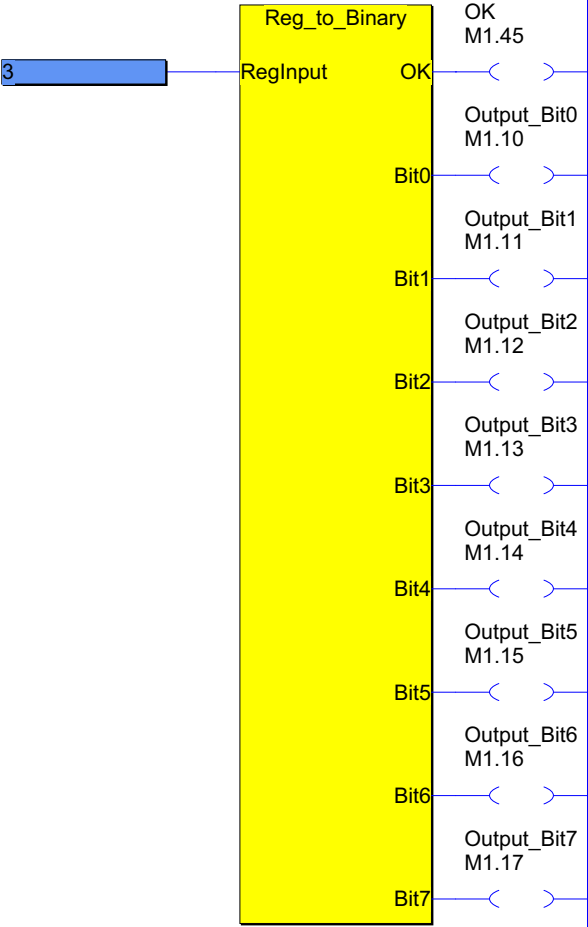 Reg_to_Binary
OK
M1.45
3
RegInput
OK
Output_Bit0
M1.10
Bit0
Output_Bit1
M1.11
Bit1
Output_Bit2
M1.12
Bit2
Output_Bit3
M1.13
Bit3
Output_Bit4
M1.14
Bit4
Output_Bit5
M1.15
Bit5
Output_Bit6
M1.16
Bit6
Output_Bit7
M1.17
Bit7